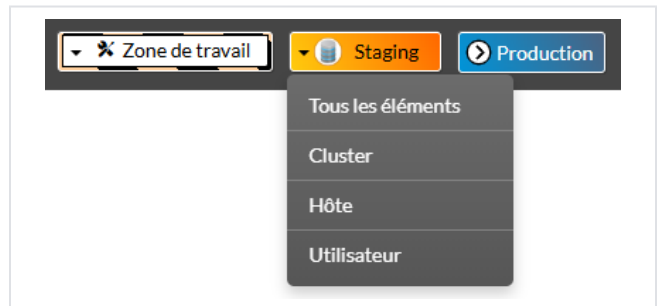 Zone de travail
Staging
Production
Tous les éléments
Cluster
Hôte
Utilisateur